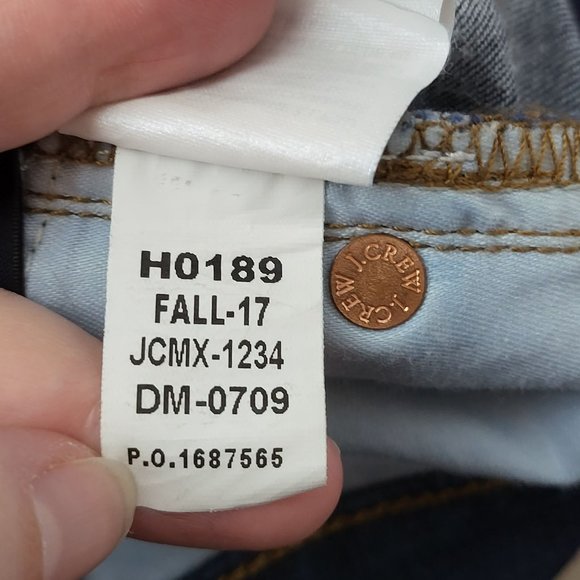 H0189
FALL-17
JCMX-1234
DM-0709
P.O.1687565
J.CREW J.CREW